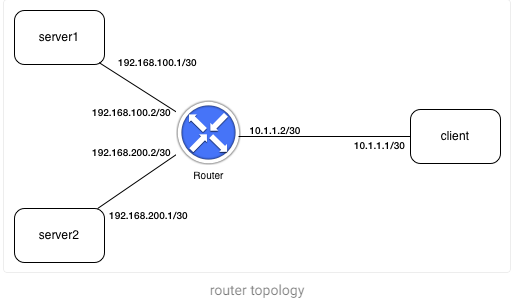 server1
192.168.100.1/30
192.168.100.2/30
10.1.1.2/30
client
10.1.1.1/30
192.168.200.2/30
Router
192.168.200.1/30
server2
router topology